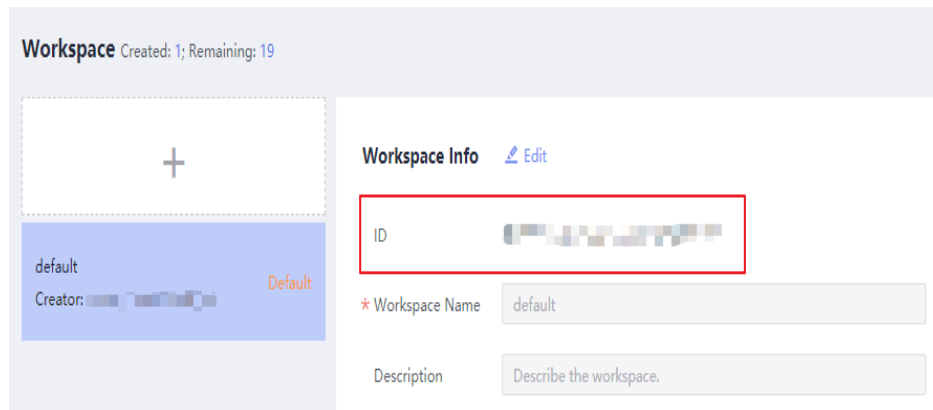 Workspace Created: 1; Remaining: 19
+
default
Default
Creator:
Workspace Info Edit
ID
* Workspace Name default
Description Describe the workspace.